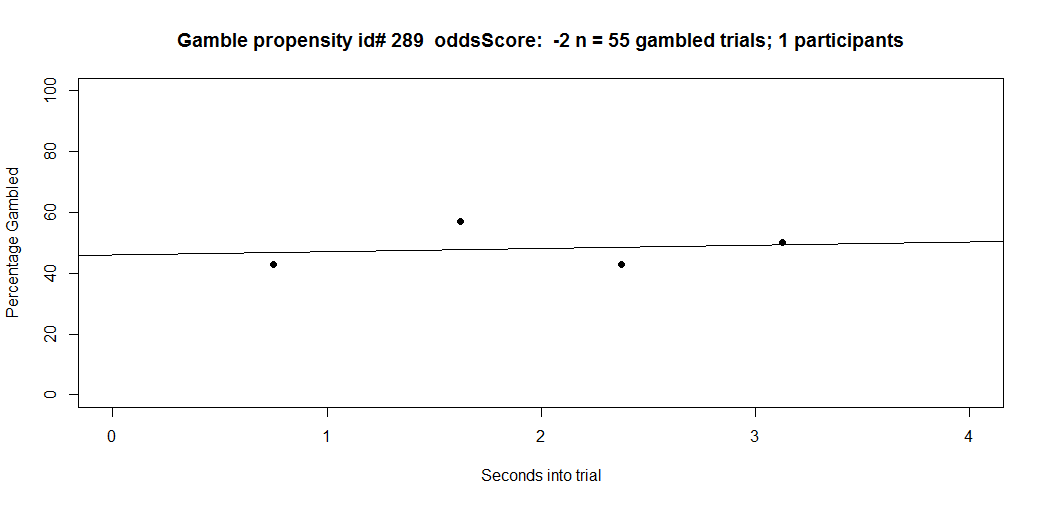 Gamble propensity id# 289  oddsScore:  -2 n = 55 gambled trials; 1 participants
Percentage Gambled
100
80
60
40
20
0
0 1 2 3 4
Seconds into trial